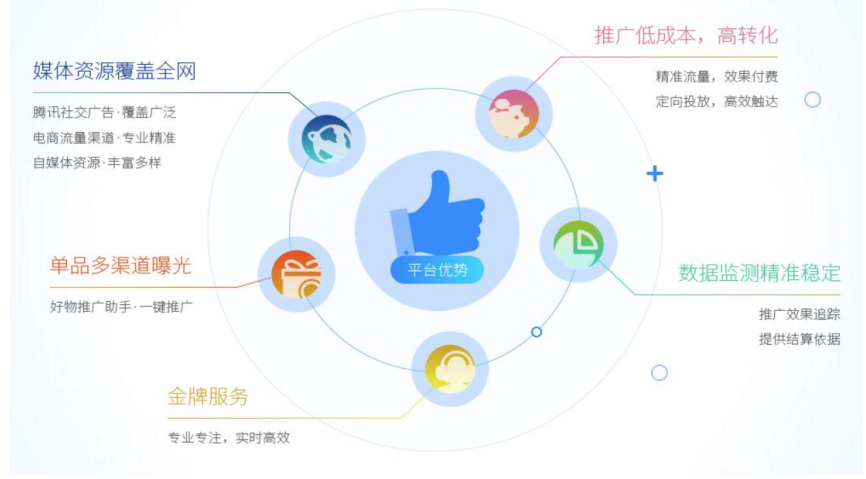 媒体资源覆盖全网
腾讯社交广告·覆盖广泛
电商流量渠道·专业精准
自媒体资源·丰富多样
推广低成本，高转化
精准流量，效果付费
定向投放，高效触达
平台优势
单品多渠道曝光
好物推广助手·一键推广
数据监测精准稳定
推广效果追踪
提供结算依据
金牌服务
专业专注，实时高效